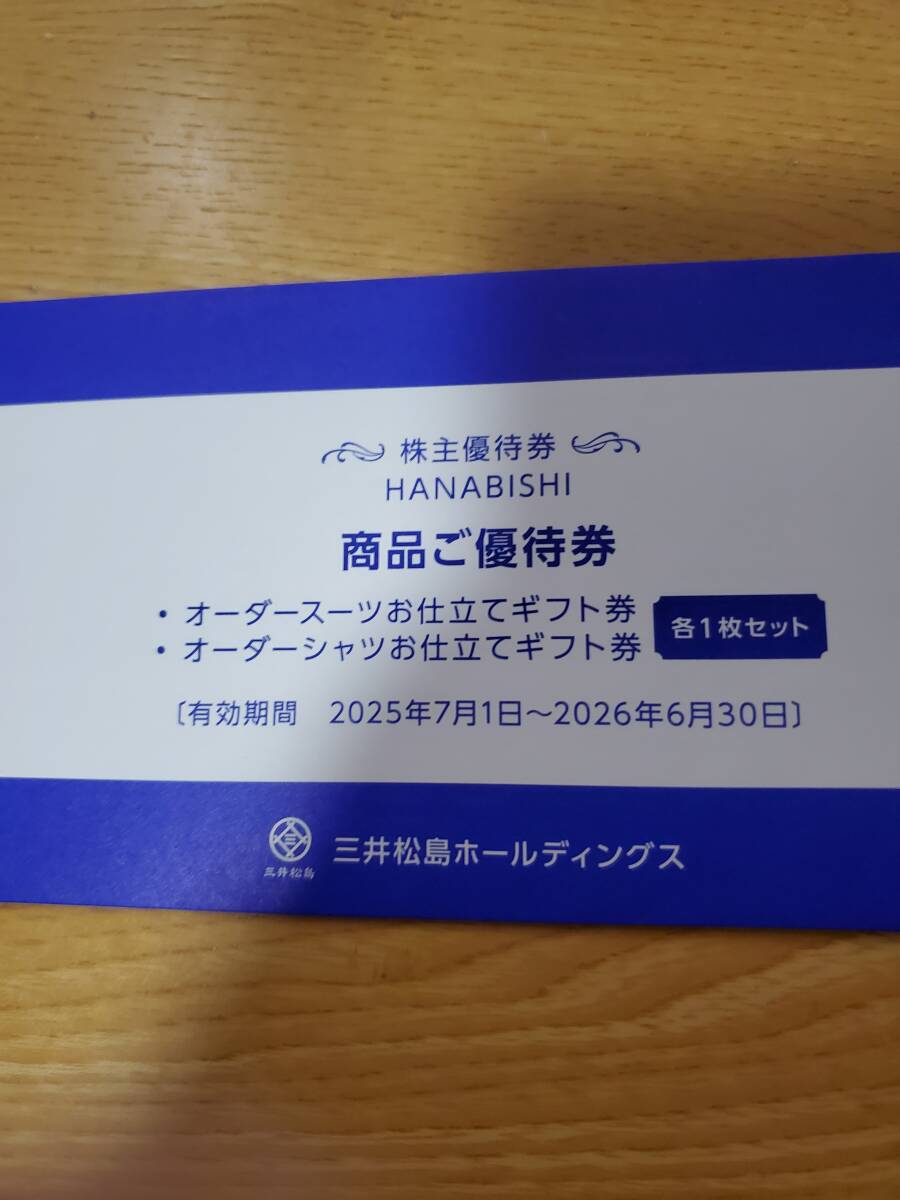 株主優待券
HANABISHI
商品ご優待券
・オーダースーツお仕立てギフト券
・オーダーシャツお仕立てギフト券
各1枚セット
〔有効期間 2025年7月1日〜2026年6月30日〕
三井松島
三井松島ホールディングス